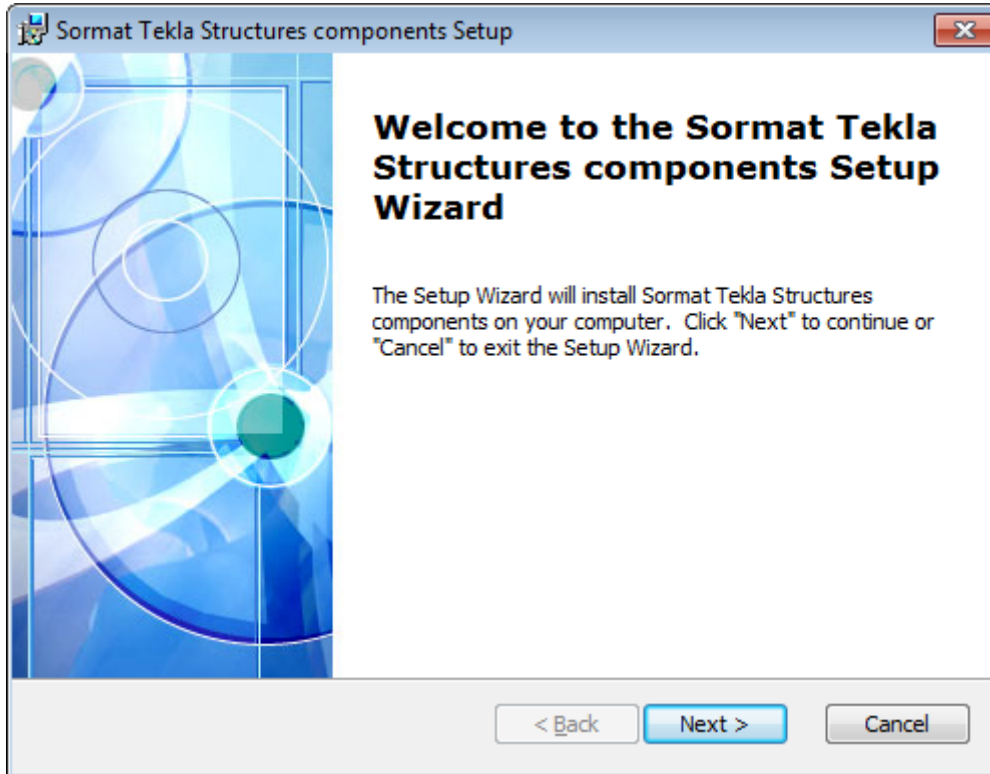 Sormat Tekla Structures components Setup
Welcome to the Sormat Tekla
Structures components Setup
Wizard
The Setup Wizard will install Sormat Tekla Structures
components on your computer.  Click "Next" to continue or
"Cancel" to exit the Setup Wizard.
< Back
Next >
Cancel